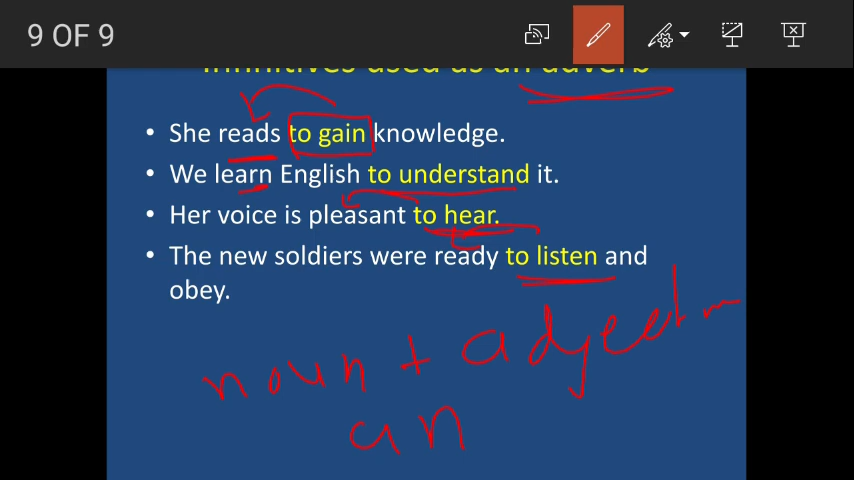 9 OF 9
Infinitives used as an adverb
• She reads to gain knowledge.
• We learn English to understand it.
• Her voice is pleasant to hear.
• The new soldiers were ready to listen and
obey.
noun + adject
an